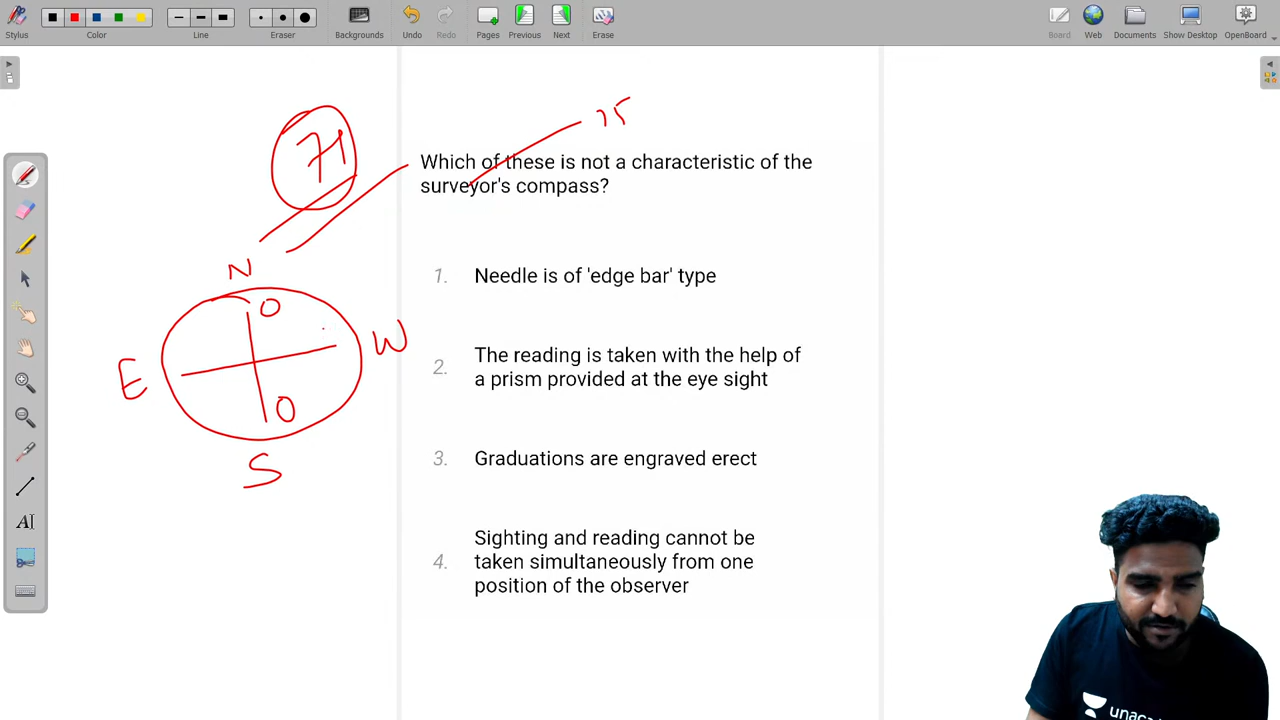 Stylus
Color
Line
Eraser
Backgrounds
Undo
Redo
Pages
Previous
Next
Erase
Board
Web
Documents
Show Desktop
OpenBoard
Which of these is not a characteristic of the
surveyor's compass?
1. Needle is of 'edge bar' type
2. The reading is taken with the help of
a prism provided at the eye sight
3. Graduations are engraved erect
4. Sighting and reading cannot be
taken simultaneously from one
position of the observer
N
0
W
E
0
S
AI